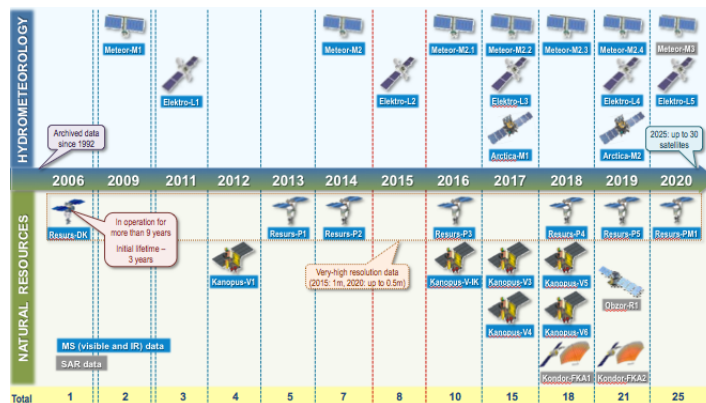 HYDROMETEOROLOGY
Meteor-M1
Meteor-M2
Meteor-M2.1
Meteor-M2.2
Meteor-M2.3
Meteor-M2.4
Meteor-M3
Elektro-L1
Elektro-L2
Elektro-L3
Elektro-L4
Elektro-L5
Archived data
since 1992
Arctica-M1
Arctica-M2
2025: up to 30
satellites
2006 2009 2011 2012 2013 2014 2015 2016 2017 2018 2019 2020
NATURAL RESOURCES
Resurs-DK
Resurs-P1
Resurs-P2
Resurs-P3
Resurs-P4
Resurs-P5
Resurs-PM1
In operation for
more than 9 years
Initial lifetime –
3 years
Very-high resolution data
(2015: 1m, 2020: up to 0.5m)
Kanopus-V1
Kanopus-V-IK
Kanopus-V3
Kanopus-V5
Obzor-R1
Kanopus-V4
Kanopus-V6
MS (visible and IR) data
SAR data
Kondor-FKA1
Kondor-FKA2
Total 1 2 3 4 5 7 8 10 15 18 21 25